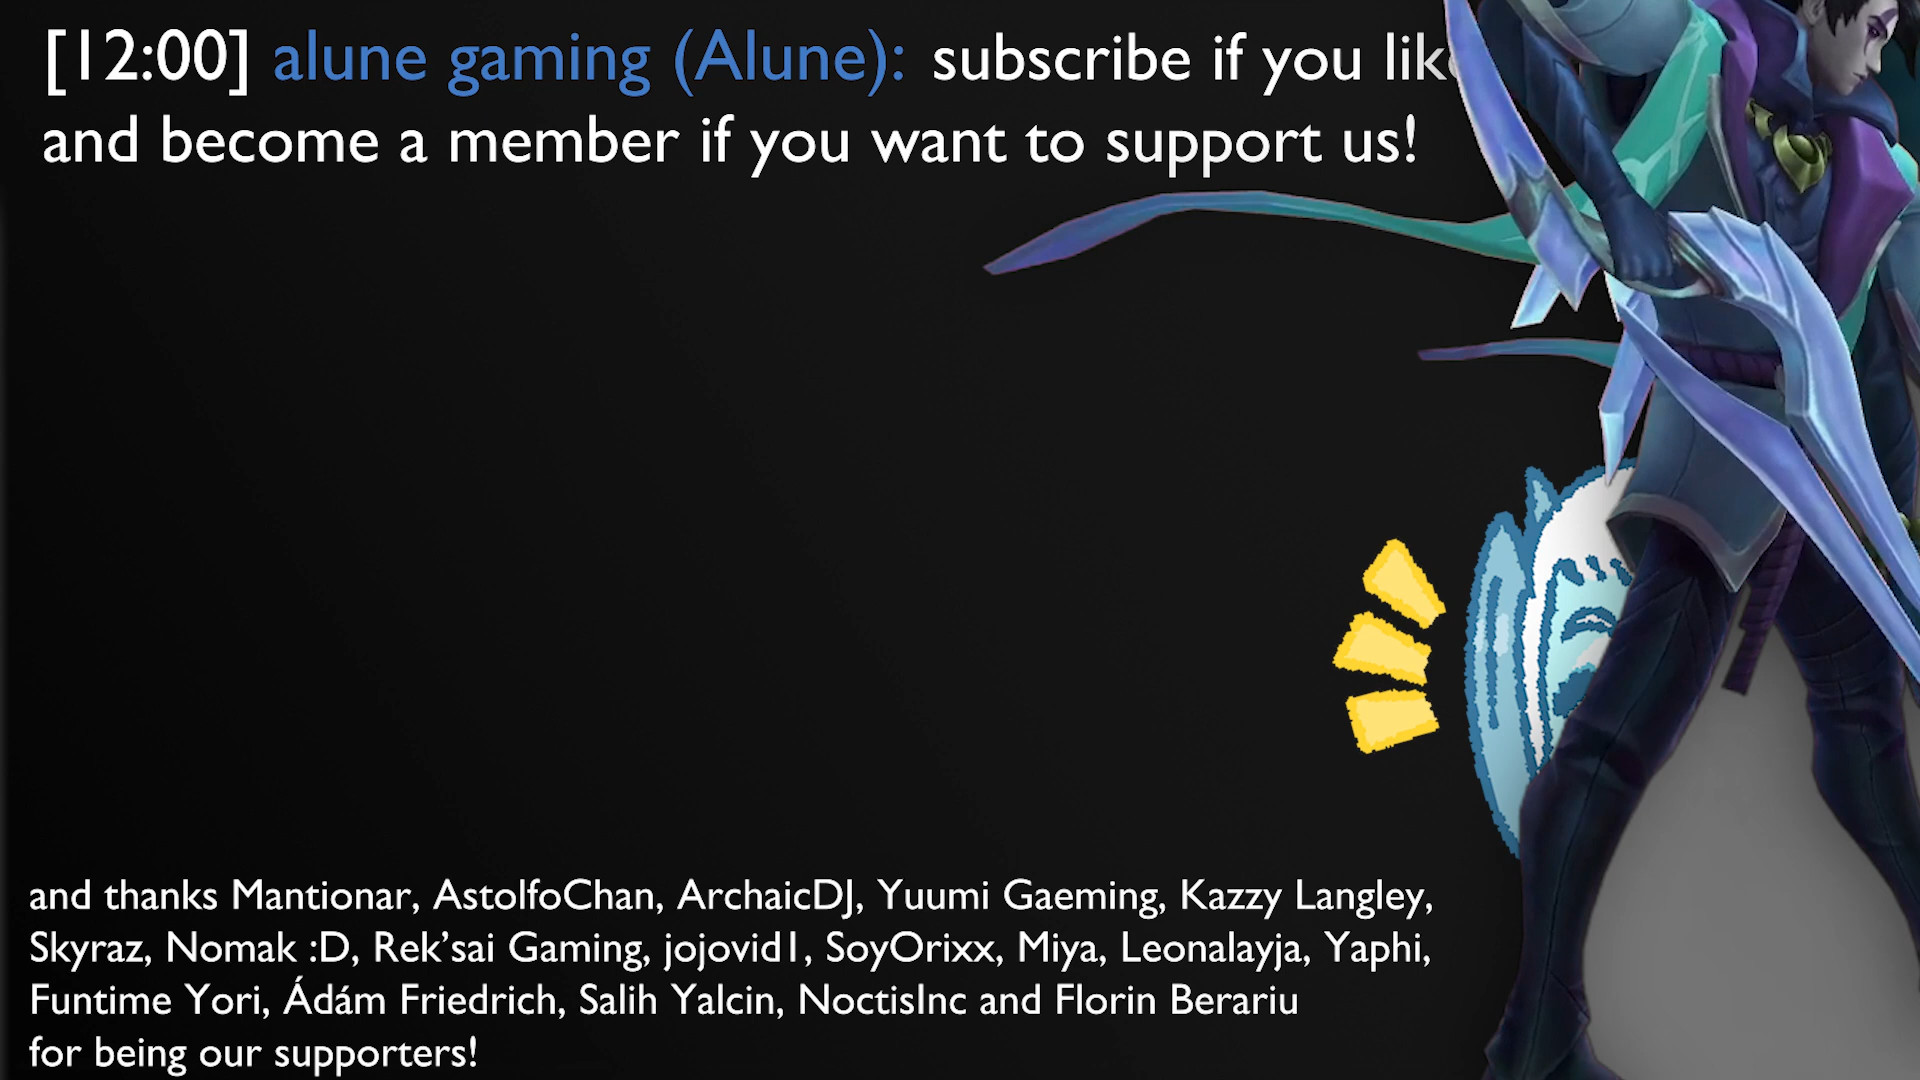 [12:00] alune gaming (Alune): subscribe if you like
and become a member if you want to support us!
and thanks Mantionar, AstolfoChan, ArchaicDJ, Yuumi Gaeming, Kazzy Langley,
Skyraz, Nomak :D, Rek’sai Gaming, jojovid1, SoyOrixx, Miya, Leonalayja, Yaphi,
Funtime Yori, Ádám Friedrich, Salih Yalcin, NoctisInc and Florin Berariu
for being our supporters!